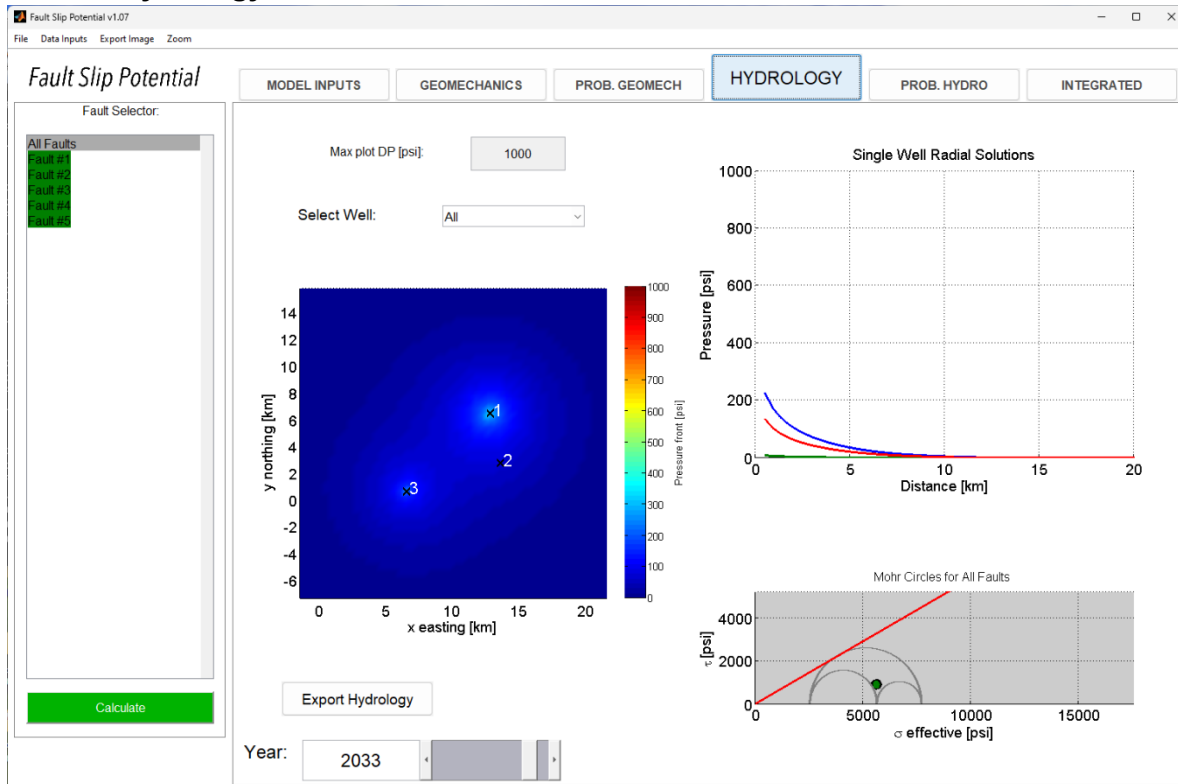 Fault Slip Potential v1.07
File Data Inputs Export Image Zoom
Fault Slip Potential
MODEL INPUTS
GEOMECHANICS
PROB. GEOMECH
HYDROLOGY
PROB. HYDRO
INTEGRATED
Fault Selector:
All Faults
Fault #1
Fault #2
Fault #3
Fault #4
Fault #5
Calculate
Max plot DP [psi]: 1000
Select Well: All
14
12
10
8
6
4
2
0
-2
-4
-6
y northing [km]
1
2
3
0 5 10 15 20
x easting [km]
1000
900
800
700
600
500
400
300
200
100
0
Pressure front [psi]
Export Hydrology
Year: 2033
Single Well Radial Solutions
1000
800
600
400
200
0
Pressure [psi]
0 5 10 15 20
Distance [km]
Mohr Circles for All Faults
4000
2000
0
τ [psi]
0 5000 10000 15000
σ effective [psi]